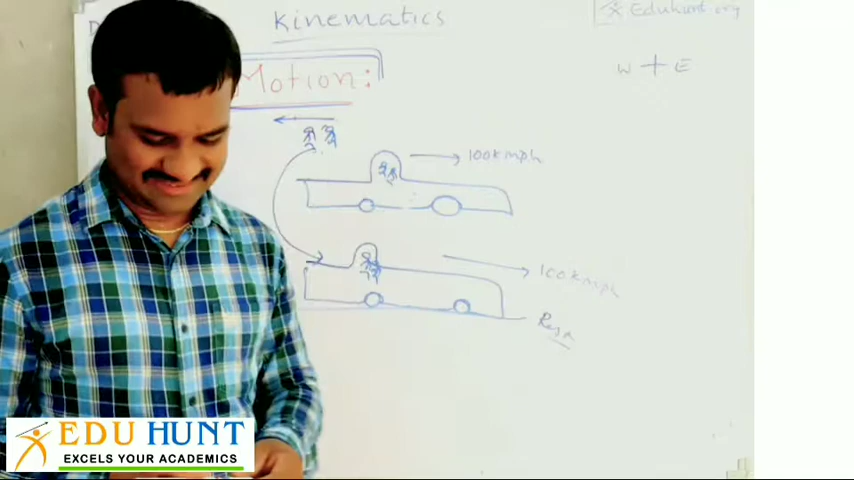 Kinematics
Eduhunt.org
Motion:
W E
100kmph
100kmph
EDU HUNT
EXCELS YOUR ACADEMICS